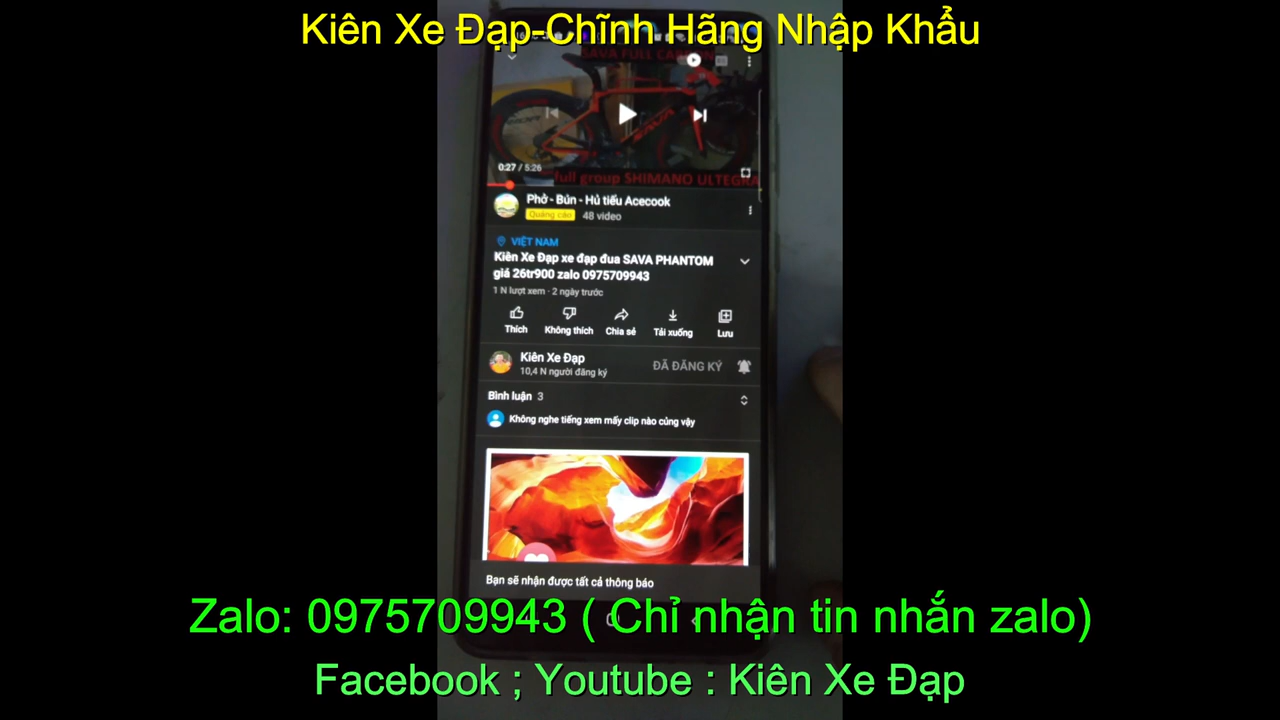 Kiên Xe Đạp-Chĩnh Hãng Nhập Khẩu
SAVA FULL CARBON
SAVA
0:27 / 5:26
full group SHIMANO ULTEGRA
Phở - Bún - Hủ tiếu Acecook
Quảng cáo 48 video
VIỆT NAM
Kiên Xe Đạp xe đạp đua SAVA PHANTOM
giá 26tr900 zalo 0975709943
1 N lượt xem · 2 ngày trước
Thích Không thích Chia sẻ Tải xuống Lưu
Kiên Xe Đạp
10,4 N người đăng ký
ĐÃ ĐĂNG KÝ
Bình luận 3
Không nghe tiếng xem mấy clip nào củng vậy
Bạn sẽ nhận được tất cả thông báo
Zalo: 0975709943 ( Chỉ nhận tin nhắn zalo)
Facebook ; Youtube : Kiên Xe Đạp